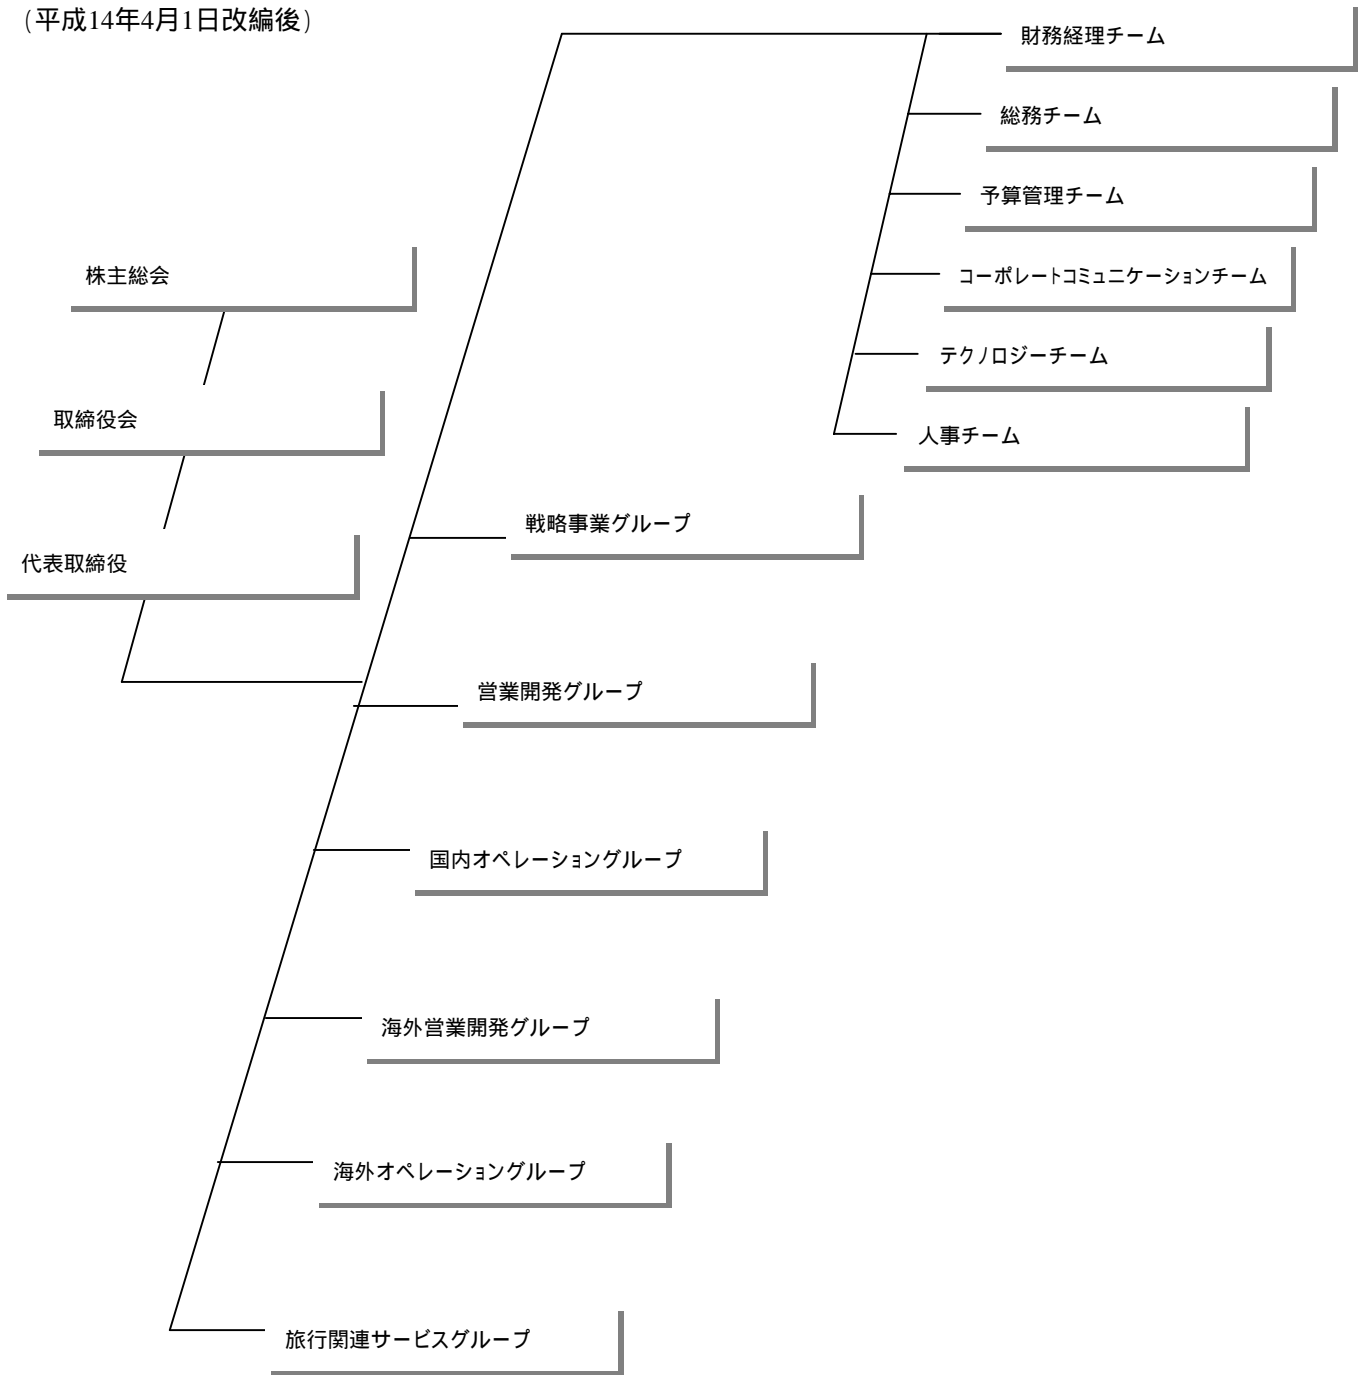 (平成14年4月1日改編後)
財務経理チーム
総務チーム
予算管理チーム
コーポレートコミュニケーションチーム
テクノロジーチーム
人事チーム
株主総会
取締役会
代表取締役
戦略事業グループ
営業開発グループ
国内オペレーショングループ
海外営業開発グループ
海外オペレーショングループ
旅行関連サービスグループ